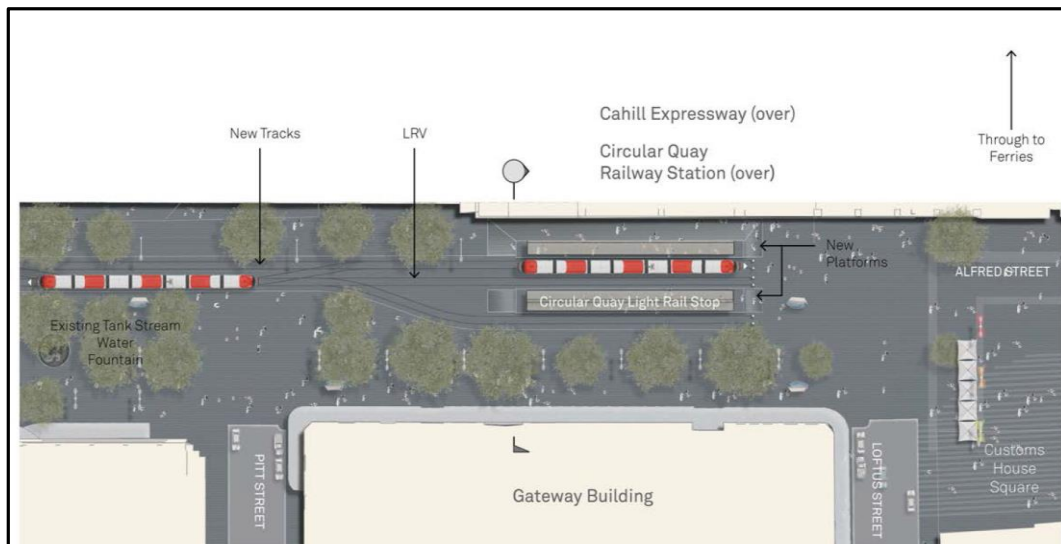 Cahill Expressway (over)
Circular Quay
Railway Station (over)
New Tracks
LRV
Through to
Ferries
New
Platforms
ALFRED STREET
Circular Quay Light Rail Stop
Existing Tank Stream
Water
Fountain
PITT STREET
Gateway Building
LOFTUS STREET
Customs
House
Square